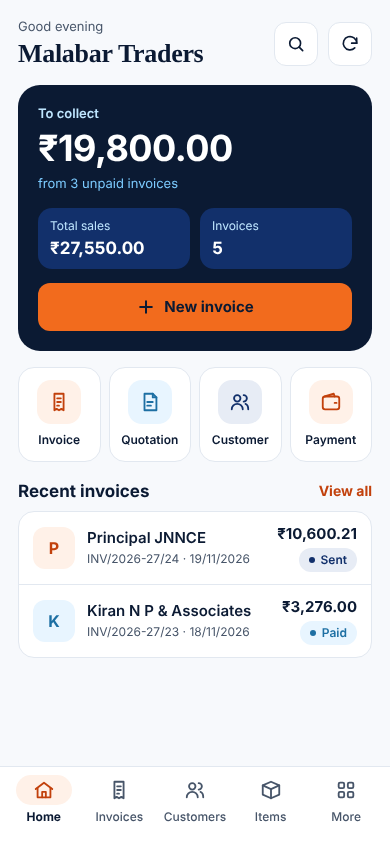 Good evening
Malabar Traders
To collect
₹19,800.00
from 3 unpaid invoices
Total sales
₹27,550.00
Invoices
5
New invoice
Invoice
Quotation
Customer
Payment
Recent invoices
View all
P
Principal JNNCE
₹10,600.21
INV/2026-27/24 · 19/11/2026
Sent
K
Kiran N P & Associates
₹3,276.00
INV/2026-27/23 · 18/11/2026
Paid
Home
Invoices
Customers
Items
More